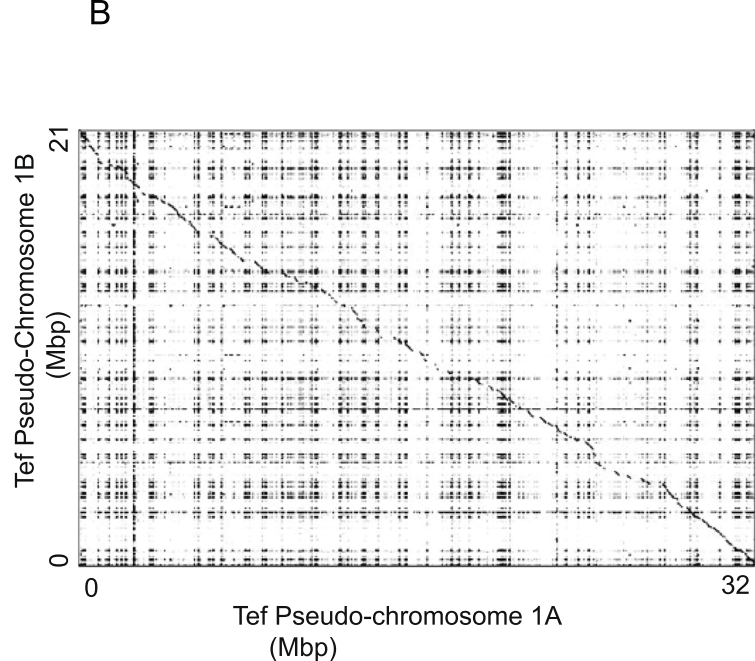 B
21
Tef Pseudo-Chromosome 1B
(Mbp)
0
0
32
Tef Pseudo-chromosome 1A
(Mbp)